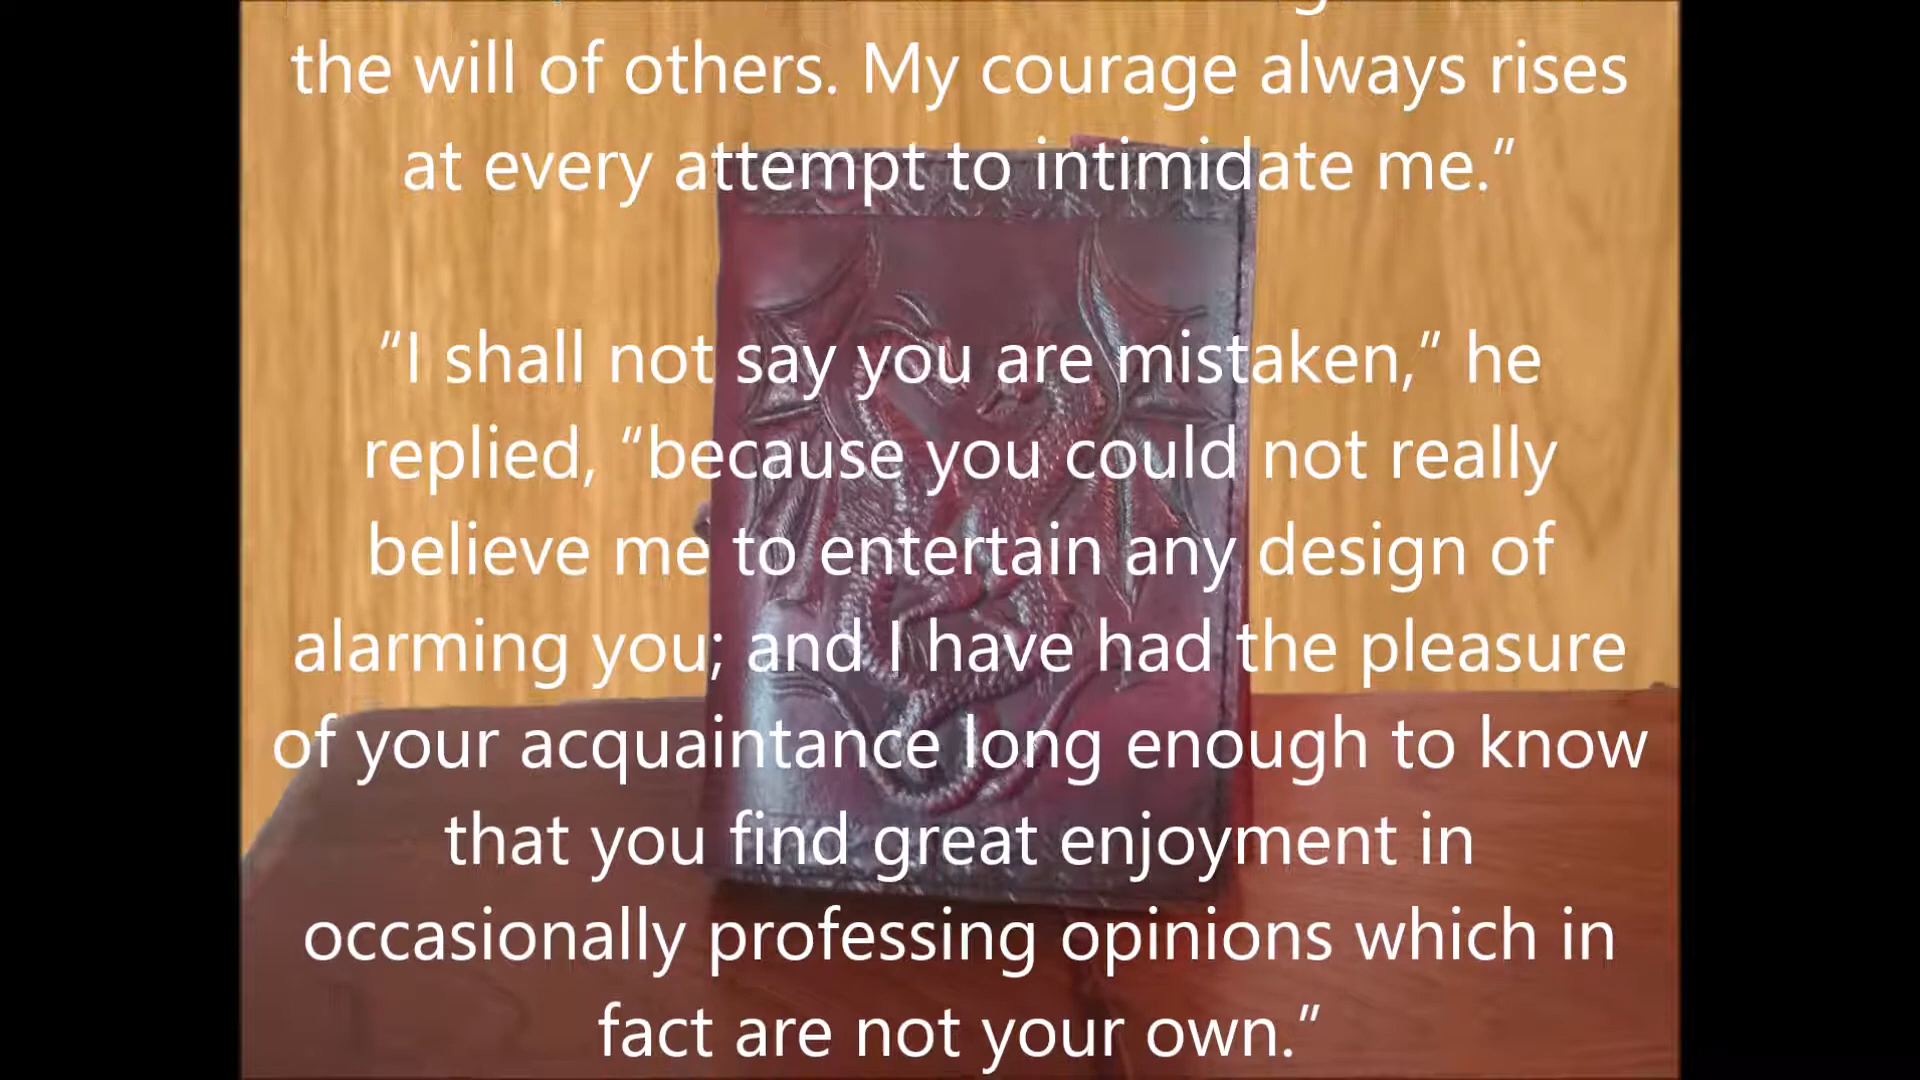 the will of others. My courage always rises
at every attempt to intimidate me.”

“I shall not say you are mistaken,” he
replied, “because you could not really
believe me to entertain any design of
alarming you; and I have had the pleasure
of your acquaintance long enough to know
that you find great enjoyment in
occasionally professing opinions which in
fact are not your own.”